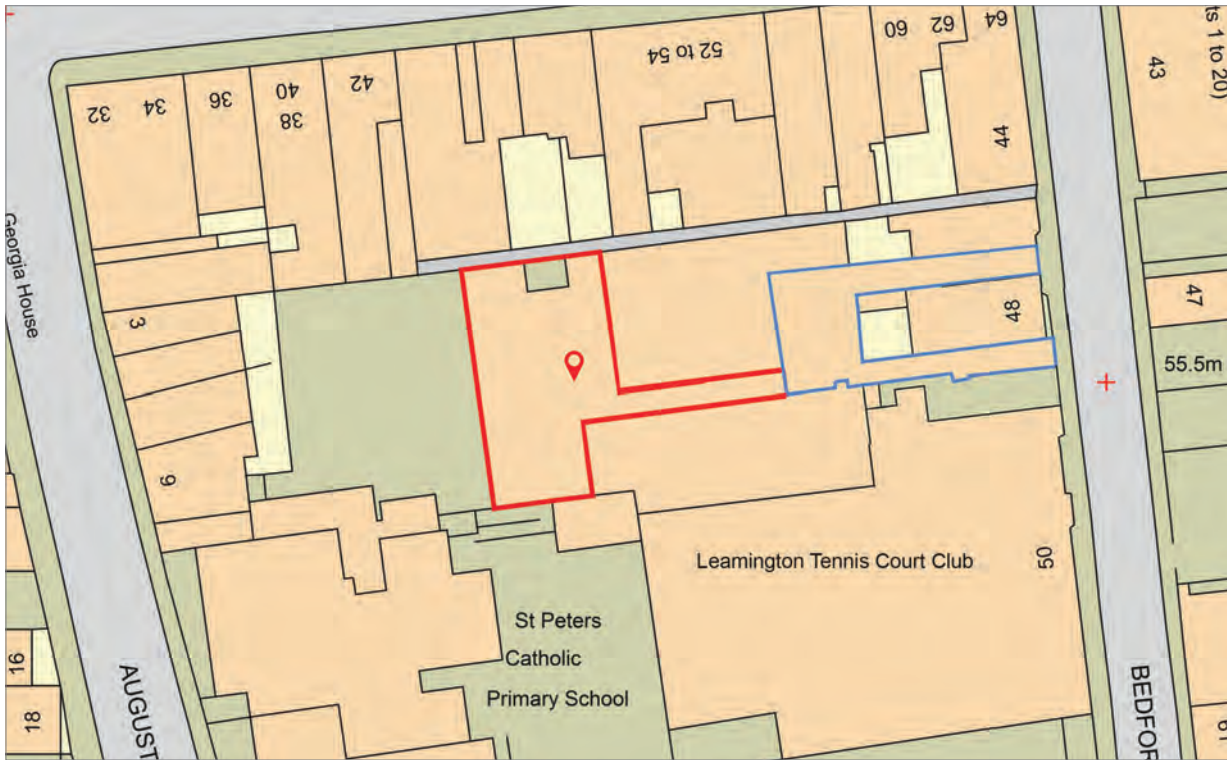 32
34
36
40
38
42
52 to 54
60
62
64
44
43
ts 1 to 20)
Georgia House
3
9
48
47
55.5m
Leamington Tennis Court Club
50
St Peters
Catholic
Primary School
16
18
AUGUST
BEDFOR